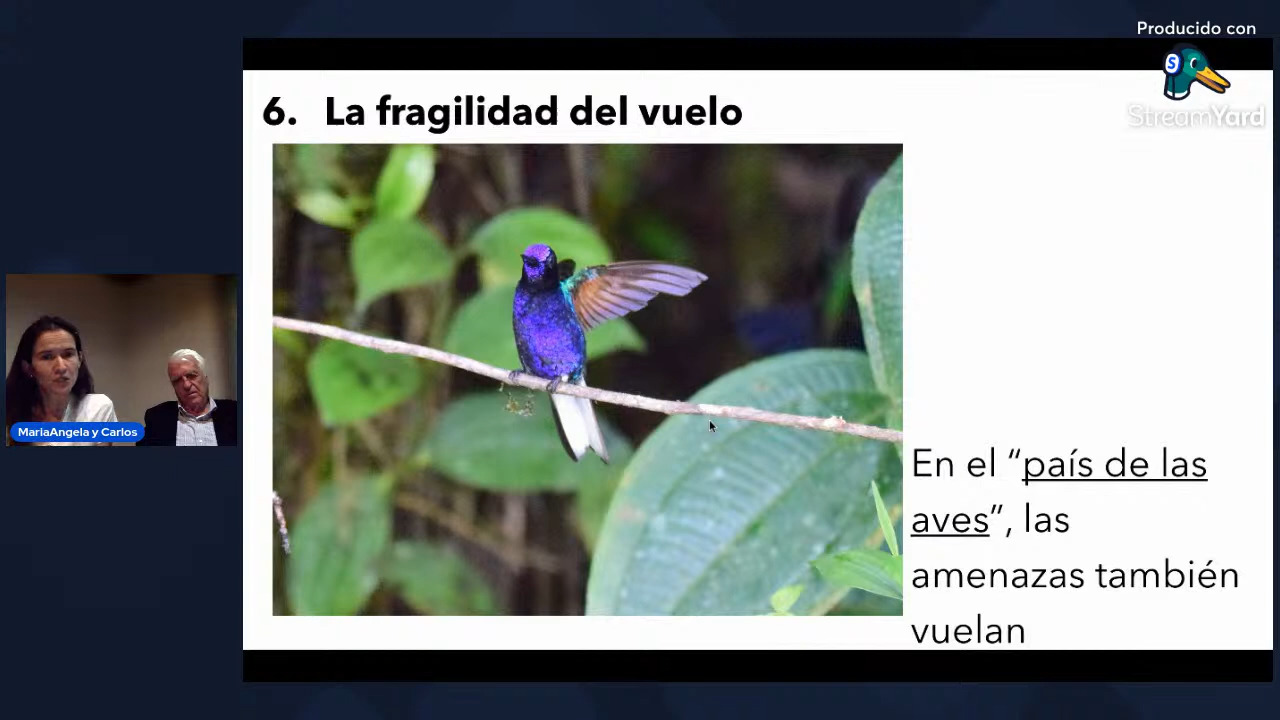 Producido con
StreamYard
6. La fragilidad del vuelo
MariaAngela y Carlos
En el “país de las
aves”, las
amenazas también
vuelan